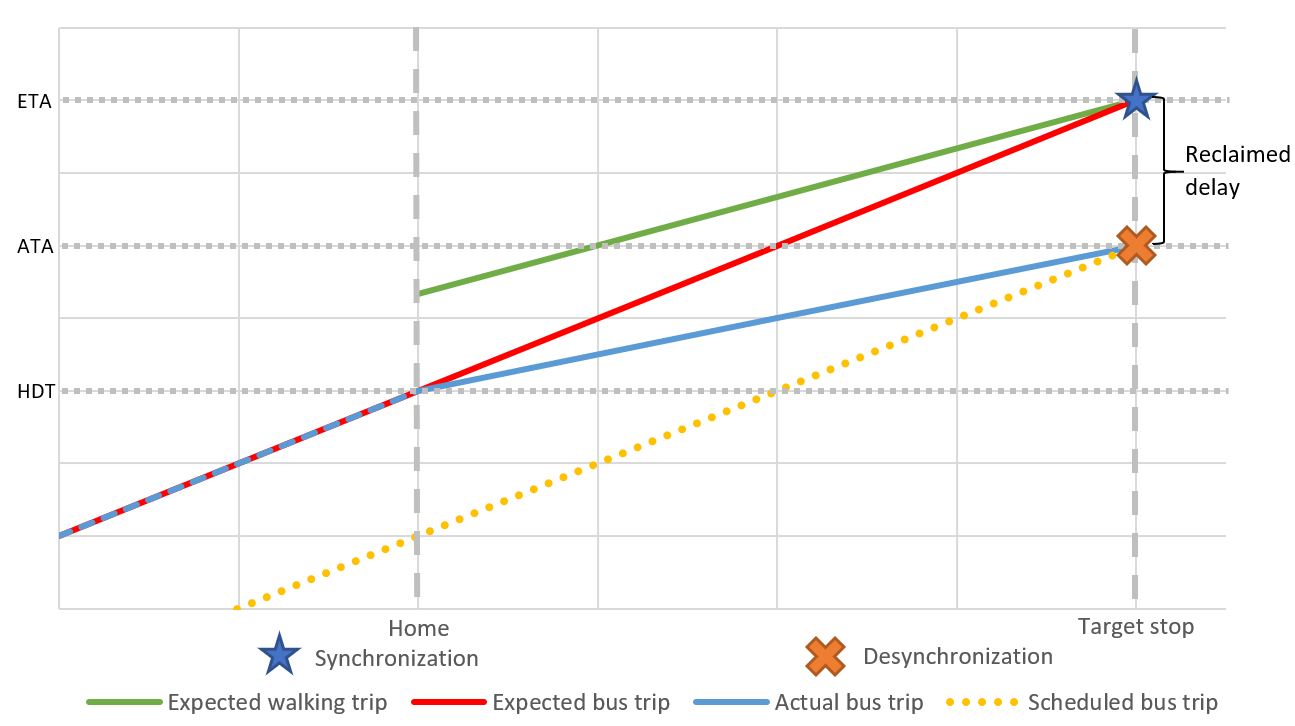 ETA
Reclaimed
delay
ATA
HDT
Home
Target stop
Synchronization
Desynchronization
Expected walking trip
Expected bus trip
Actual bus trip
Scheduled bus trip